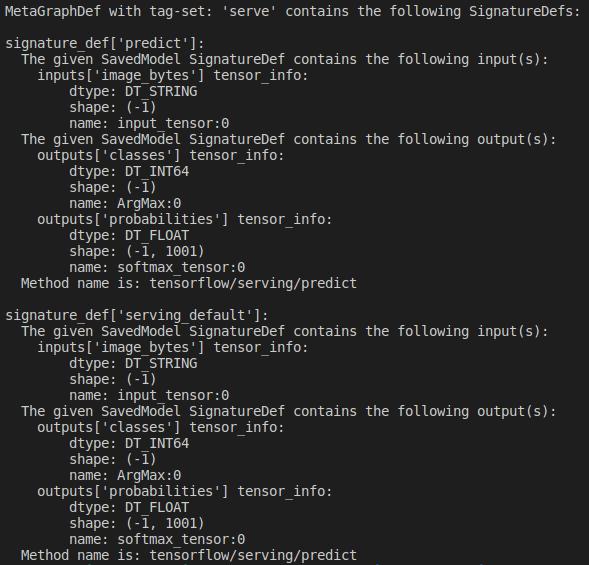 MetaGraphDef with tag-set: 'serve' contains the following SignatureDefs:

signature_def['predict']:
  The given SavedModel SignatureDef contains the following input(s):
    inputs['image_bytes'] tensor_info:
        dtype: DT_STRING
        shape: (-1)
        name: input_tensor:0
  The given SavedModel SignatureDef contains the following output(s):
    outputs['classes'] tensor_info:
        dtype: DT_INT64
        shape: (-1)
        name: ArgMax:0
    outputs['probabilities'] tensor_info:
        dtype: DT_FLOAT
        shape: (-1, 1001)
        name: softmax_tensor:0
  Method name is: tensorflow/serving/predict

signature_def['serving_default']:
  The given SavedModel SignatureDef contains the following input(s):
    inputs['image_bytes'] tensor_info:
        dtype: DT_STRING
        shape: (-1)
        name: input_tensor:0
  The given SavedModel SignatureDef contains the following output(s):
    outputs['classes'] tensor_info:
        dtype: DT_INT64
        shape: (-1)
        name: ArgMax:0
    outputs['probabilities'] tensor_info:
        dtype: DT_FLOAT
        shape: (-1, 1001)
        name: softmax_tensor:0
  Method name is: tensorflow/serving/predict